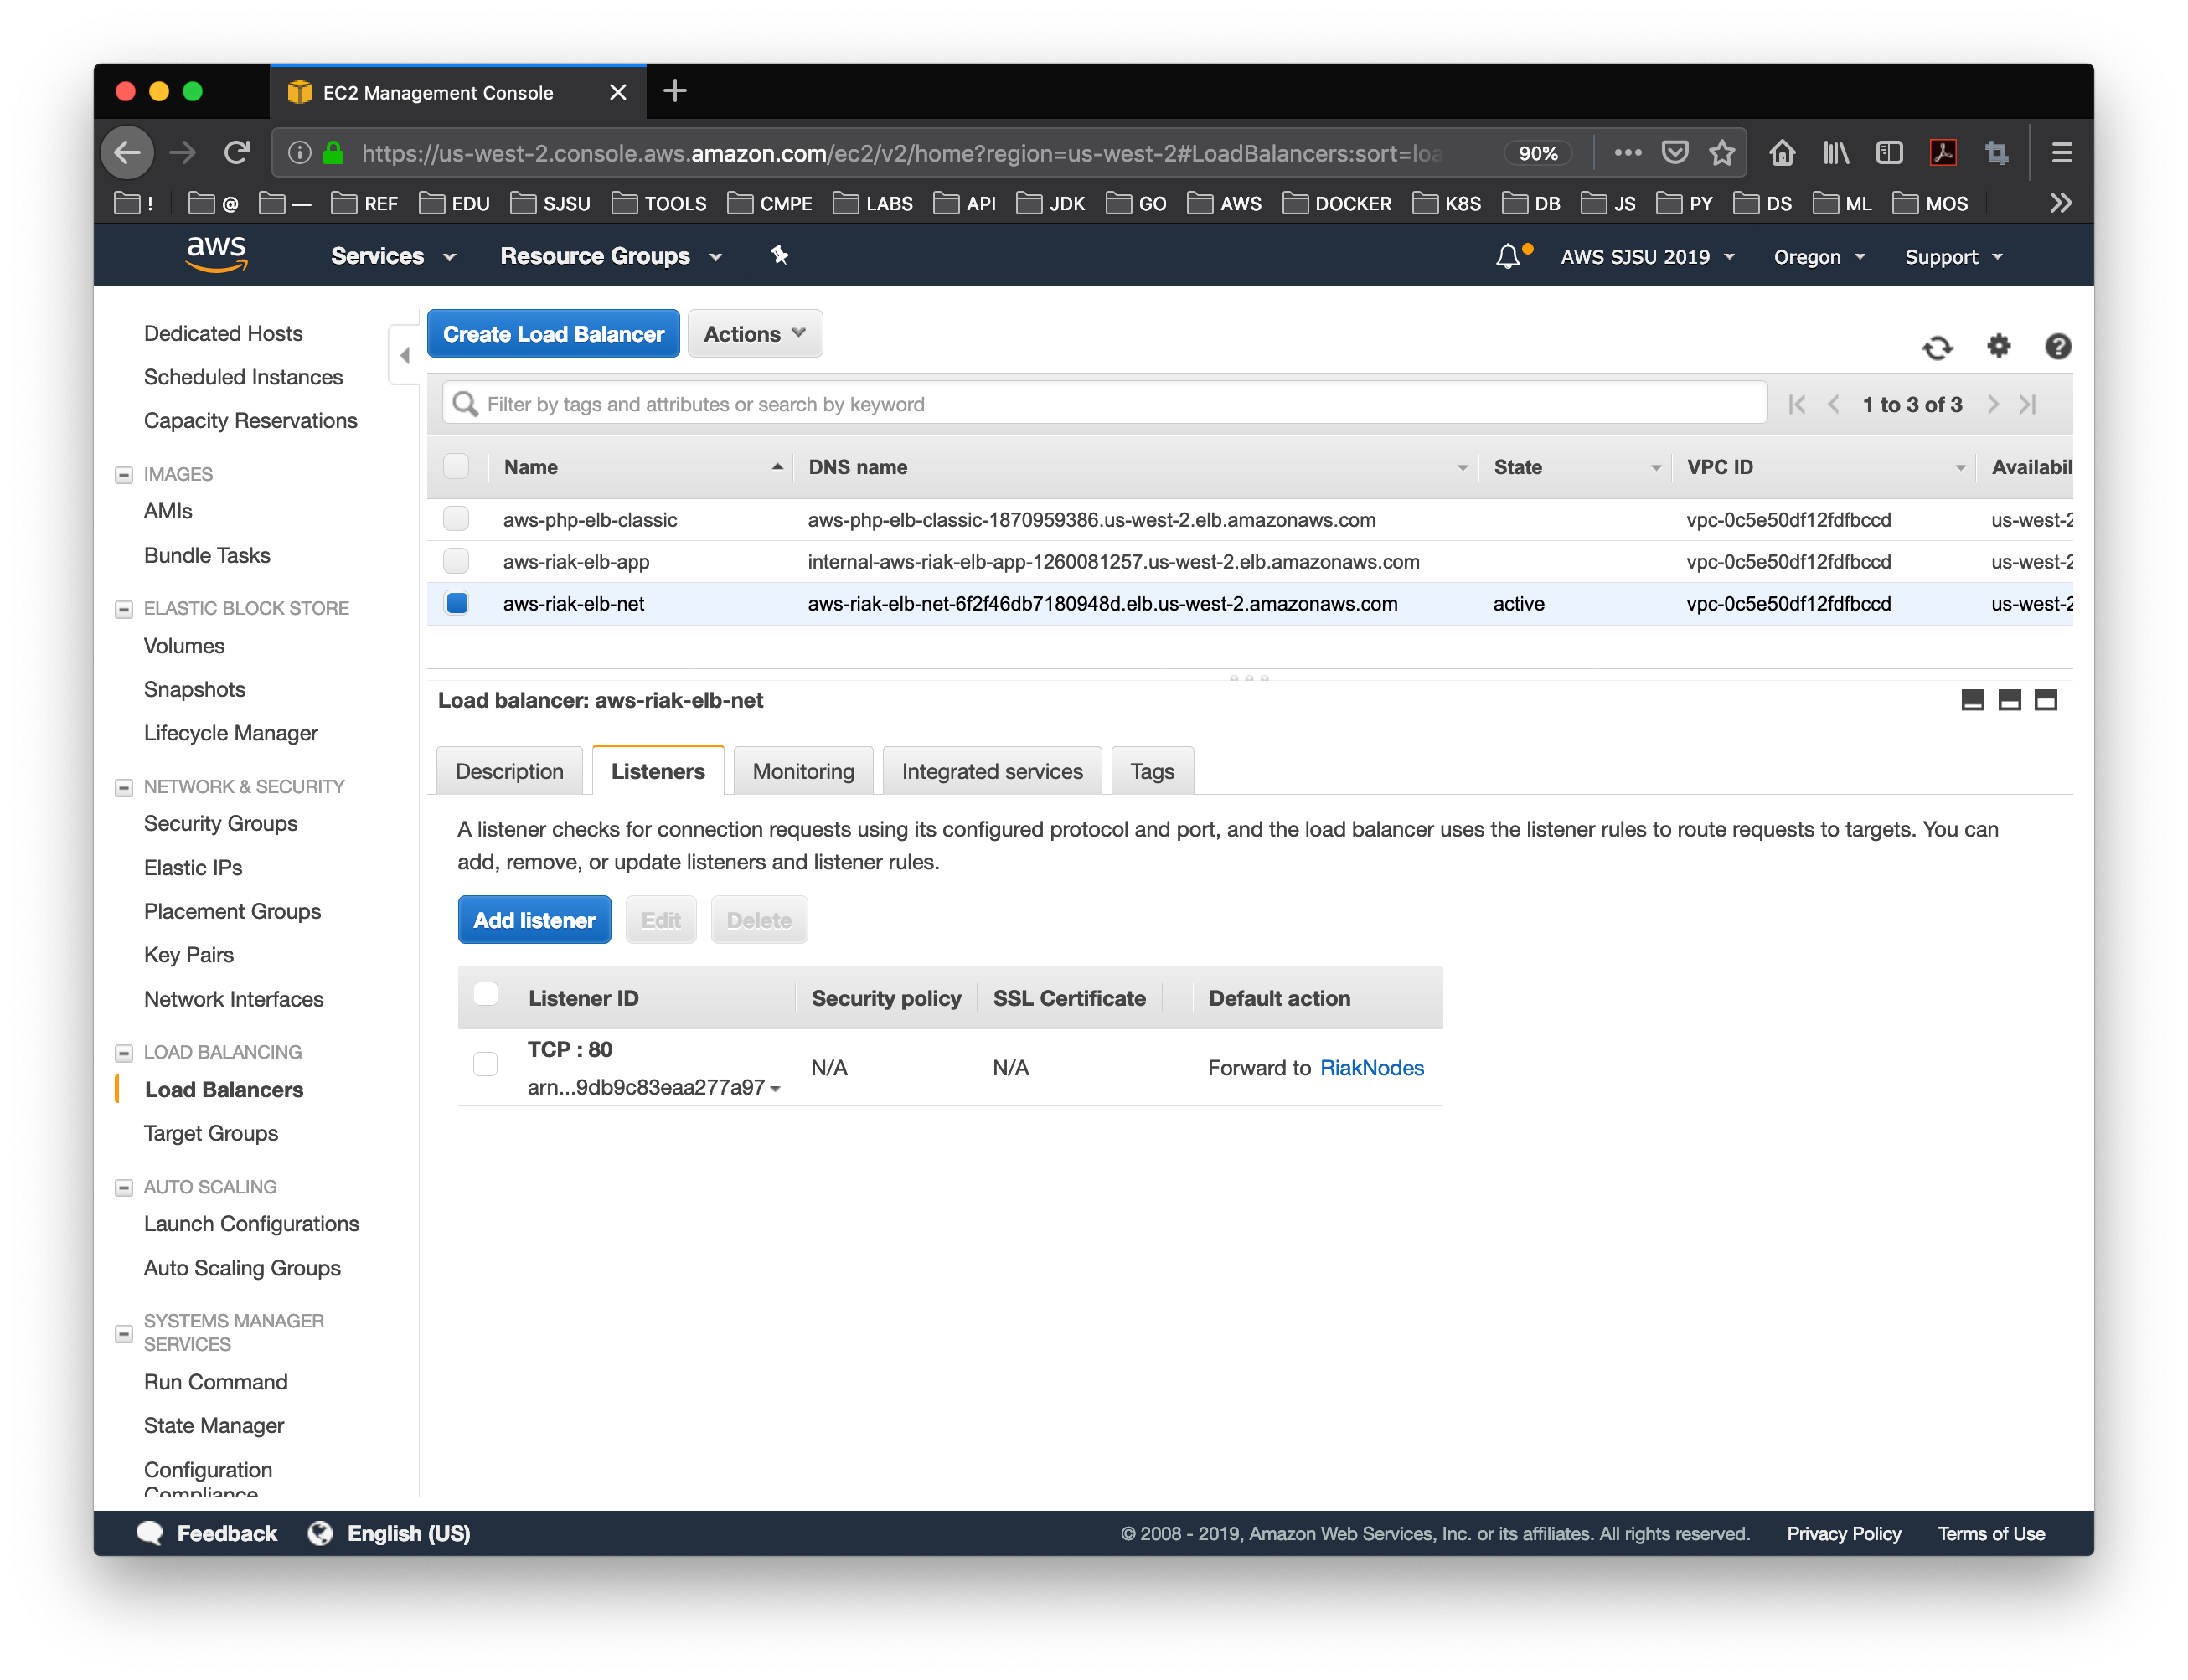 EC2 Management Console
https://us-west-2.console.aws.amazon.com/ec2/v2/home?region=us-west-2#LoadBalancers:sort=loa
90%
! @ — REF EDU SJSU TOOLS CMPE LABS API JDK GO AWS DOCKER K8S DB JS PY DS ML MOS
aws Services Resource Groups AWS SJSU 2019 Oregon Support
Dedicated Hosts
Scheduled Instances
Capacity Reservations
IMAGES
AMIs
Bundle Tasks
ELASTIC BLOCK STORE
Volumes
Snapshots
Lifecycle Manager
NETWORK & SECURITY
Security Groups
Elastic IPs
Placement Groups
Key Pairs
Network Interfaces
LOAD BALANCING
Load Balancers
Target Groups
AUTO SCALING
Launch Configurations
Auto Scaling Groups
SYSTEMS MANAGER
SERVICES
Run Command
State Manager
Configuration
Compliance
Create Load Balancer Actions
Filter by tags and attributes or search by keyword
1 to 3 of 3
Name DNS name State VPC ID Availabil
aws-php-elb-classic aws-php-elb-classic-1870959386.us-west-2.elb.amazonaws.com vpc-0c5e50df12fdfbccd us-west-2
aws-riak-elb-app internal-aws-riak-elb-app-1260081257.us-west-2.elb.amazonaws.com vpc-0c5e50df12fdfbccd us-west-2
aws-riak-elb-net aws-riak-elb-net-6f2f46db7180948d.elb.us-west-2.amazonaws.com active vpc-0c5e50df12fdfbccd us-west-2
Load balancer: aws-riak-elb-net
Description Listeners Monitoring Integrated services Tags
A listener checks for connection requests using its configured protocol and port, and the load balancer uses the listener rules to route requests to targets. You can
add, remove, or update listeners and listener rules.
Add listener Edit Delete
Listener ID Security policy SSL Certificate Default action
TCP : 80
arn...9db9c83eaa277a97 N/A N/A Forward to RiakNodes
Feedback English (US) © 2008 - 2019, Amazon Web Services, Inc. or its affiliates. All rights reserved. Privacy Policy Terms of Use